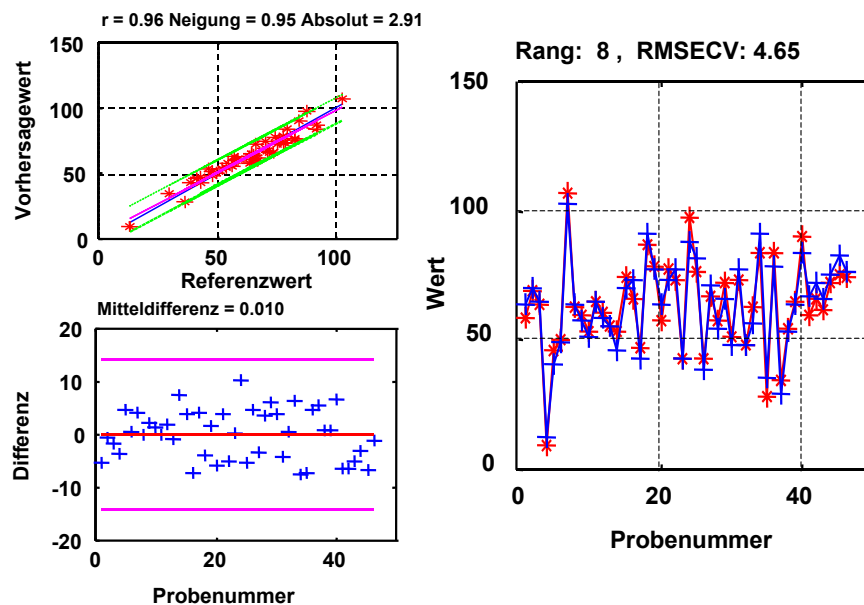 r = 0.96 Neigung = 0.95 Absolut = 2.91
150
100
50
0
Vorhersagewert
50
100
Referenzwert
Mitteldifferenz = 0.010
20
10
0
-10
-20
Differenz
0
20
40
Probenummer
Rang: 8 , RMSECV: 4.65
150
100
50
0
Wert
0
20
40
Probenummer